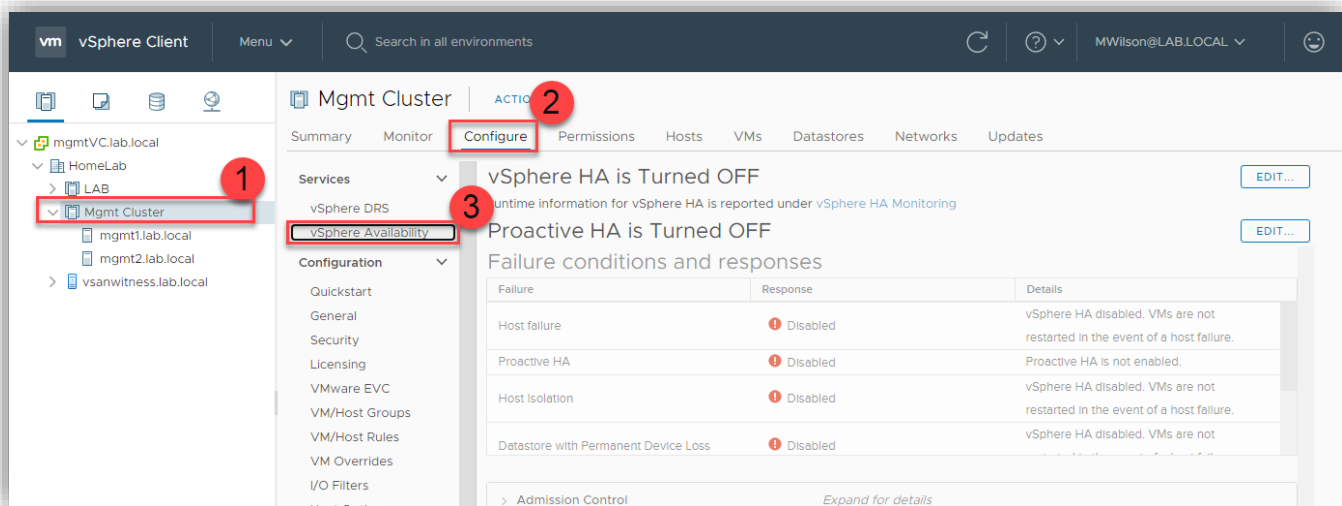 vm vSphere Client Menu Search in all environments MWilson@LAB.LOCAL
Mgmt Cluster ACTIO
2
Summary Monitor Configure Permissions Hosts VMs Datastores Networks Updates
mgmtVC.lab.local
HomeLab
LAB
1
Mgmt Cluster
mgmt1.lab.local
mgmt2.lab.local
vsanwitness.lab.local
Services
vSphere DRS
3
vSphere Availability
Configuration
Quickstart
General
Security
Licensing
VMware EVC
VM/Host Groups
VM/Host Rules
VM Overrides
I/O Filters
vSphere HA is Turned OFF EDIT...
untime information for vSphere HA is reported under vSphere HA Monitoring
Proactive HA is Turned OFF EDIT...
Failure conditions and responses
Failure Response Details
Host failure Disabled vSphere HA disabled. VMs are not
restarted in the event of a host failure.
Proactive HA Disabled Proactive HA is not enabled.
Host Isolation Disabled vSphere HA disabled. VMs are not
restarted in the event of a host failure.
Datastore with Permanent Device Loss Disabled vSphere HA disabled. VMs are not
Admission Control Expand for details